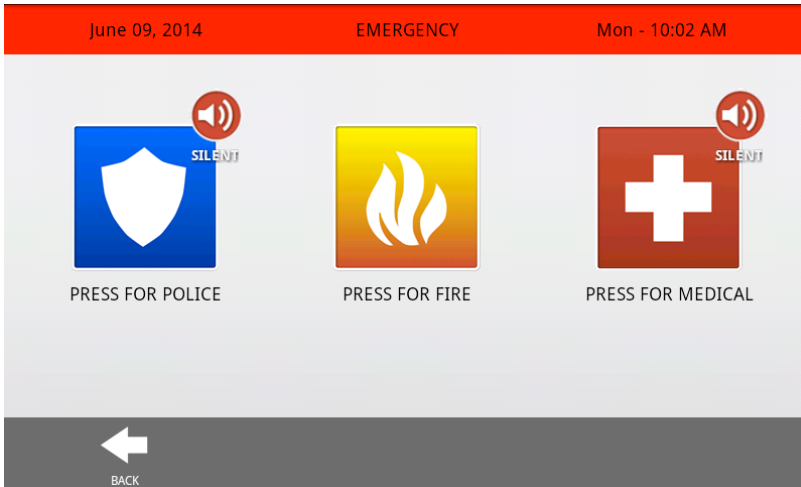 June 09, 2014 EMERGENCY Mon - 10:02 AM
SILENT SILENT
PRESS FOR POLICE PRESS FOR FIRE PRESS FOR MEDICAL
BACK